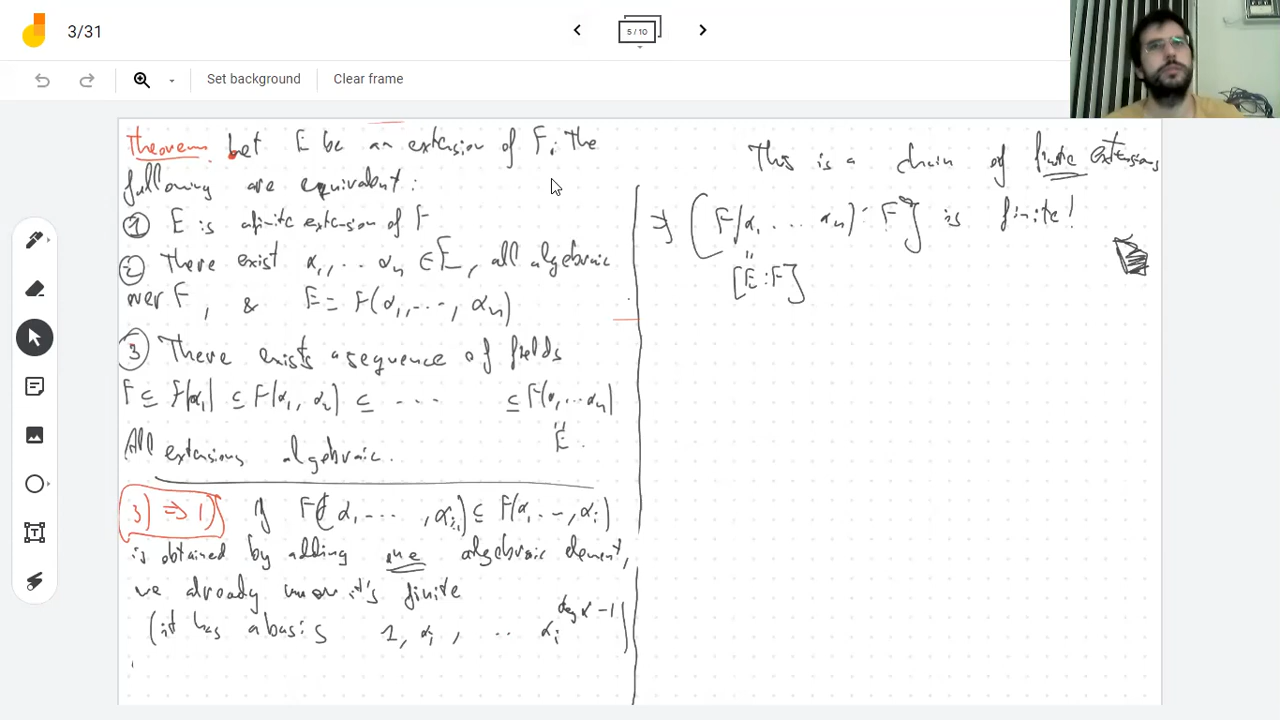 3/31
5 / 10
Set background
Clear frame
Theorem. Let E be an extension of F. The
following are equivalent:
① E is a finite extension of F
② There exist α₁, ... αₙ ∈ E, all algebraic
over F, & E = F(α₁, ..., αₙ)
③ There exists a sequence of fields
F ⊆ F(α₁) ⊆ F(α₁, α₂) ⊆ ... ⊆ F(α₁, ... αₙ)
"
E.
All extensions algebraic.
3) ⇒ 1) If F(α₁ ... , αᵢ₋₁) ⊆ F(α₁ ... , αᵢ)
is obtained by adding one algebraic element,
we already know it's finite
(it has a basis 1, αᵢ, ... αᵢ^{deg α - 1})
This is a chain of finite extensions
⇒ [F(α₁ ... αₙ) : F] is finite!
"
[E : F]